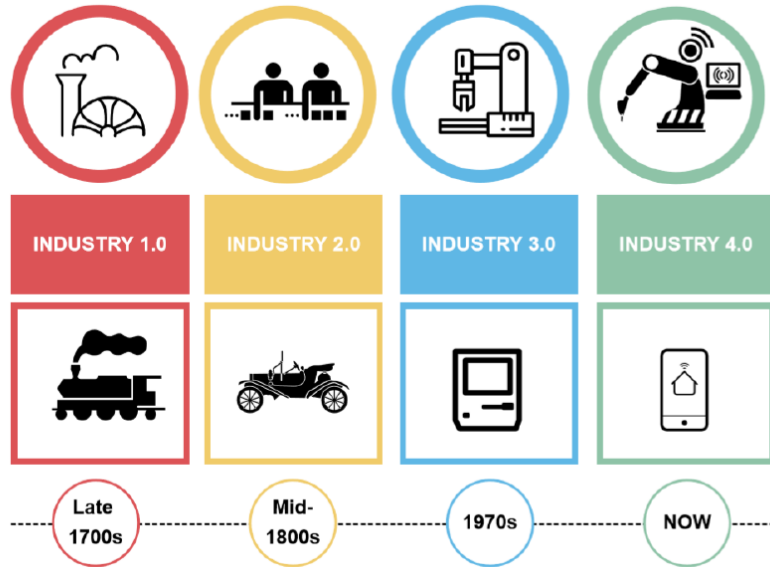 INDUSTRY 1.0
INDUSTRY 2.0
INDUSTRY 3.0
INDUSTRY 4.0
Late
1700s
Mid-
1800s
1970s
NOW